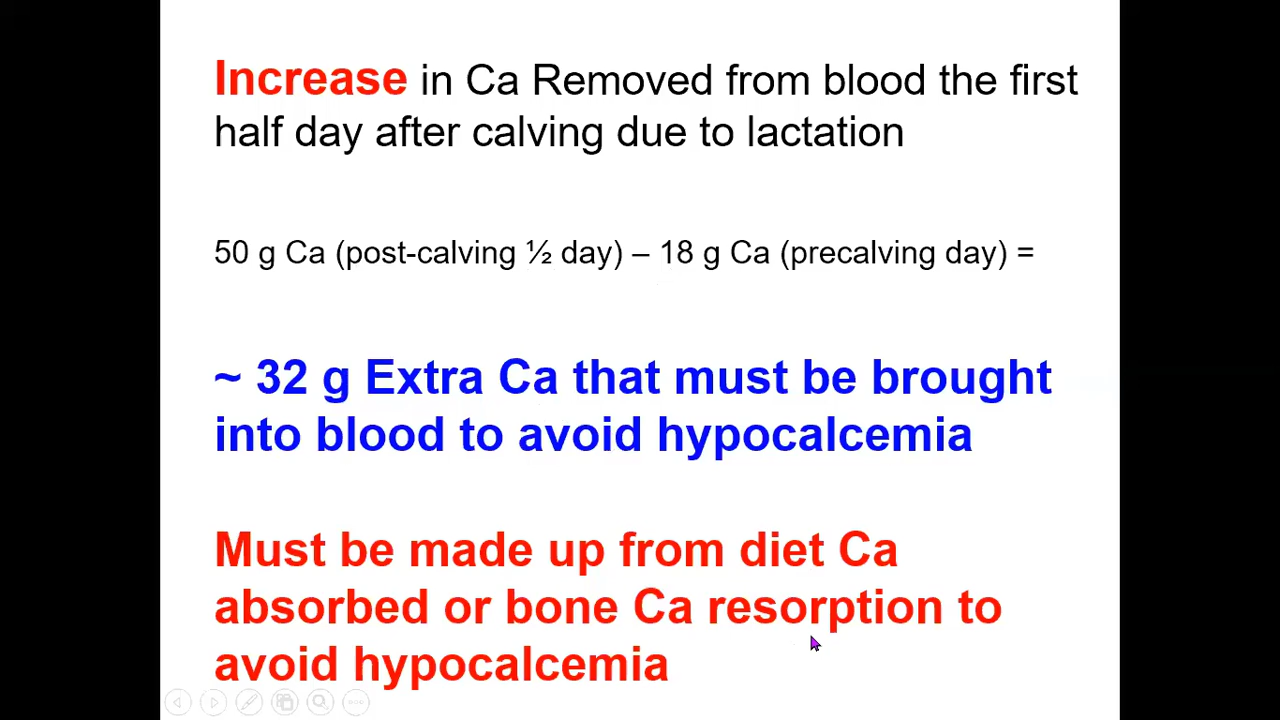 Increase in Ca Removed from blood the first
half day after calving due to lactation
50 g Ca (post-calving ½ day) – 18 g Ca (precalving day) =
~ 32 g Extra Ca that must be brought
into blood to avoid hypocalcemia
Must be made up from diet Ca
absorbed or bone Ca resorption to
avoid hypocalcemia